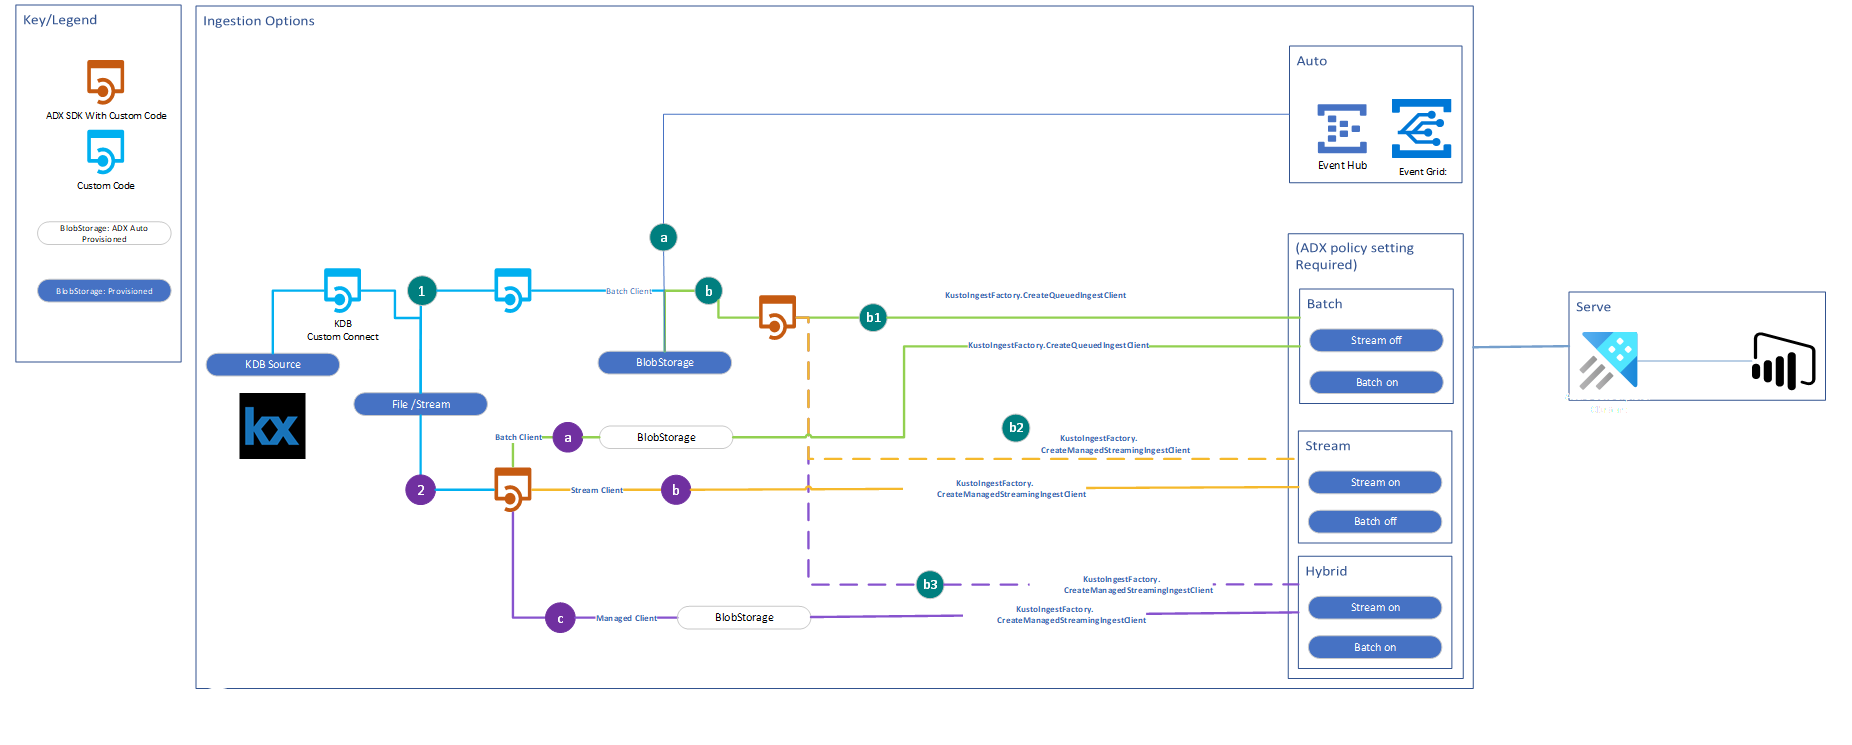 Key/Legend
ADX SDK With Custom Code
Custom Code
BlobStorage: ADX Auto
Provisioned
BlobStorage: Provisioned
Ingestion Options
Auto
Event Hub
Event Grid:
a
(ADX policy setting
Required)
1
Batch Client
b
KustoIngestFactory.CreateQueuedIngestClient
b1
Batch
KDB
Custom Connect
KDB Source
BlobStorage
KustoIngestFactory.CreateQueuedIngestClient
Stream off
Batch on
Serve
kx
File /Stream
Batch Client
a
BlobStorage
b2
KustoIngestFactory.
CreateManagedStreamingIngestClient
Stream
2
Stream Client
b
KustoIngestFactory.
CreateManagedStreamingIngestClient
Stream on
Batch off
b3
KustoIngestFactory.
CreateManagedStreamingIngestClient
Hybrid
c
Managed Client
BlobStorage
KustoIngestFactory.
CreateManagedStreamingIngestClient
Stream on
Batch on